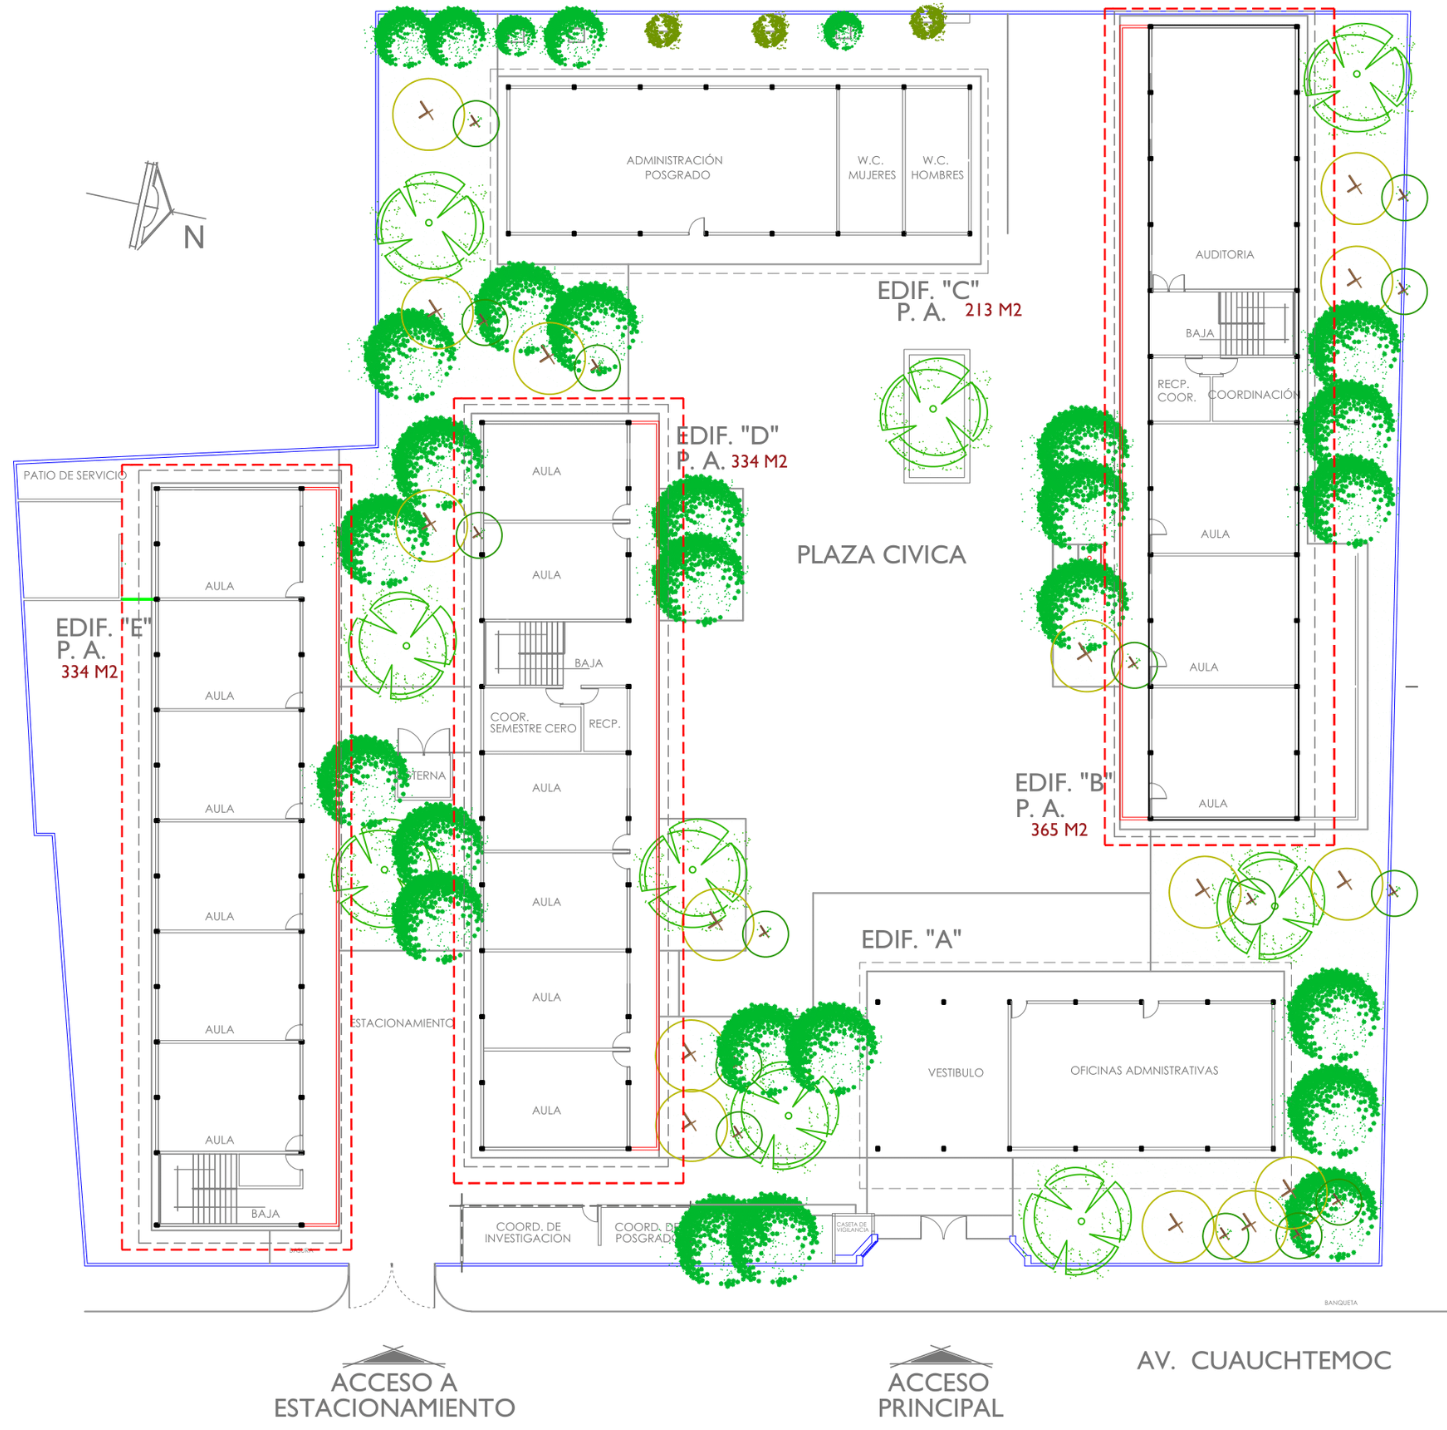 ADMINISTRACIÓN
POSGRADO
W.C.
MUJERES
W.C.
HOMBRES
N
AUDITORIA
EDIF. "C"
P. A. 213 M2
BAJA
RECP.
COOR.
COORDINACIÓN
EDIF. "D"
P. A. 334 M2
AULA
PATIO DE SERVICIO
AULA
PLAZA CIVICA
AULA
AULA
EDIF. "E"
P. A.
334 M2
BAJA
AULA
AULA
COOR.
SEMESTRE CERO
RECP.
EDIF. "B"
P. A.
365 M2
AULA
TERNA
AULA
AULA
AULA
AULA
EDIF. "A"
AULA
AULA
ESTACIONAMIENTO
VESTIBULO
OFICINAS ADMNISTRATIVAS
AULA
AULA
BAJA
COORD. DE
INVESTIGACION
COORD. DE
POSGRADO
CASETA DE
VIGILANCIA
BANQUETA
ACCESO A
ESTACIONAMIENTO
ACCESO
PRINCIPAL
AV. CUAUCHTEMOC